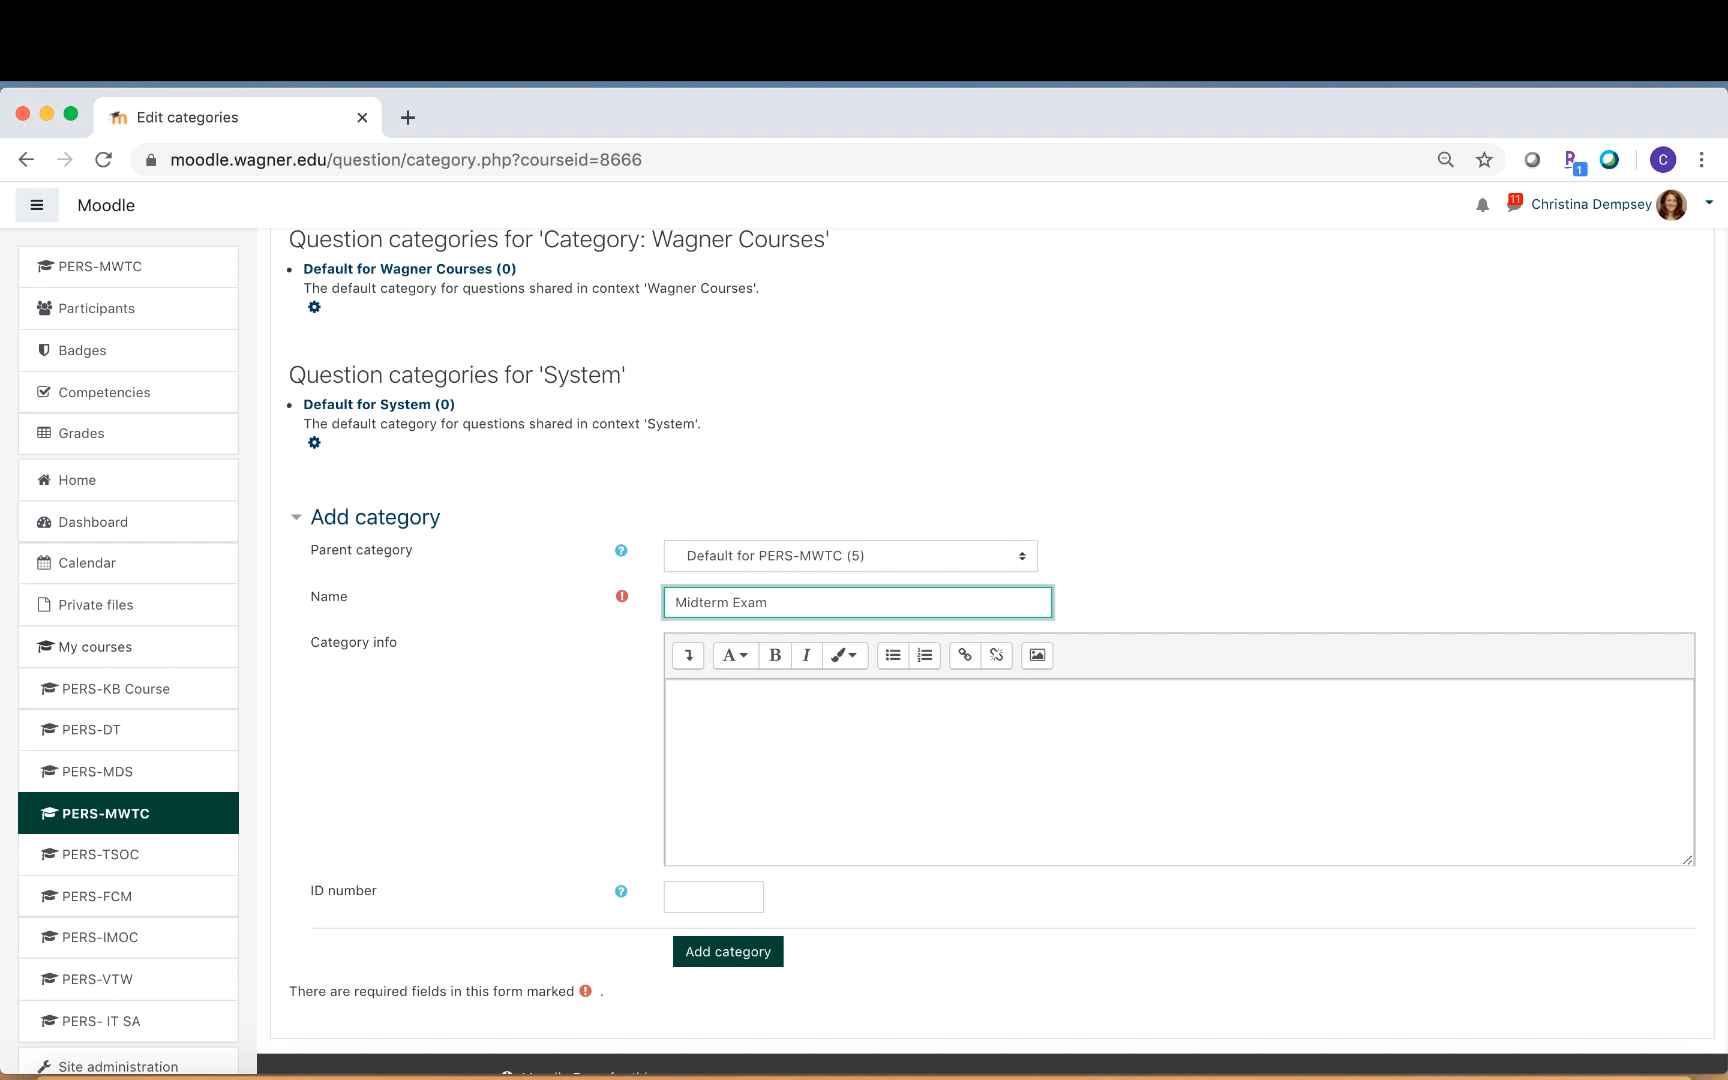 Edit categories
moodle.wagner.edu/question/category.php?courseid=8666
1
C
Moodle
11
Christina Dempsey
PERS-MWTC
Participants
Badges
Competencies
Grades
Home
Dashboard
Calendar
Private files
My courses
PERS-KB Course
PERS-DT
PERS-MDS
PERS-MWTC
PERS-TSOC
PERS-FCM
PERS-IMOC
PERS-VTW
PERS- IT SA
Site administration
Question categories for 'Category: Wagner Courses'
Default for Wagner Courses (0)
The default category for questions shared in context 'Wagner Courses'.
Question categories for 'System'
Default for System (0)
The default category for questions shared in context 'System'.
Add category
Parent category
Default for PERS-MWTC (5)
Name
Midterm Exam
Category info
A B I
ID number
Add category
There are required fields in this form marked .